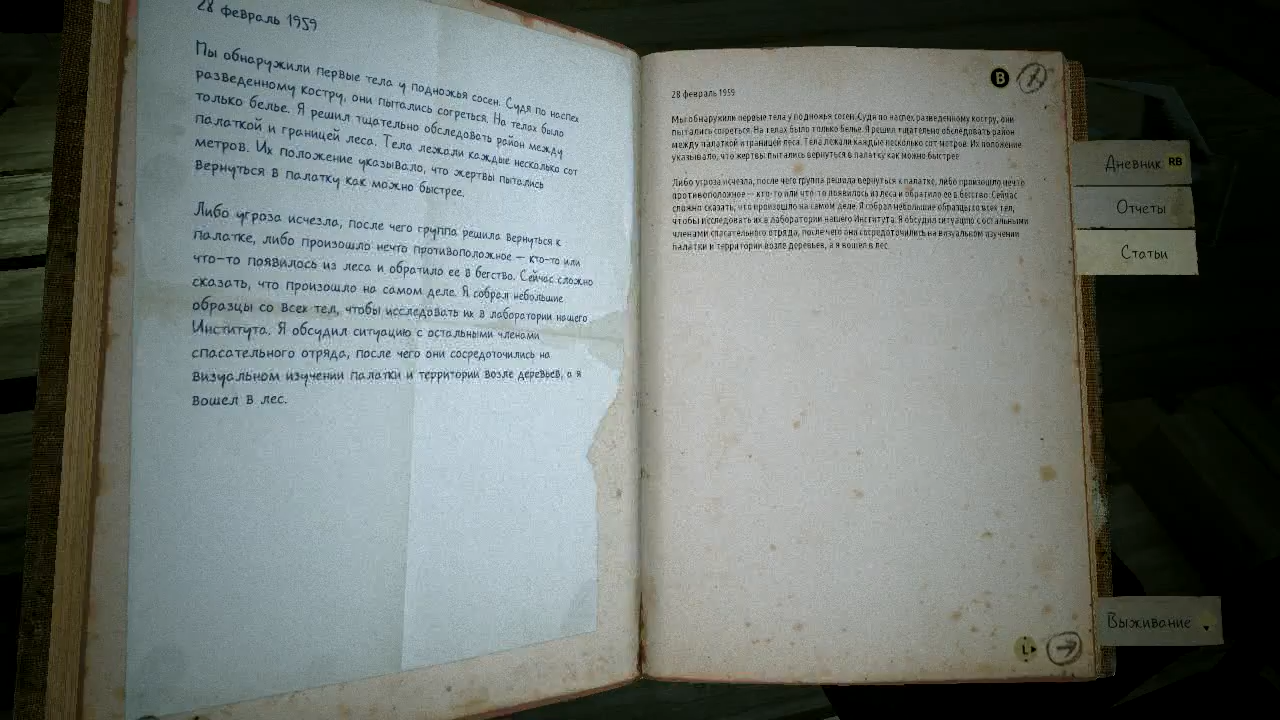 28 февраль 1959
Пы обнаружили первые тела у подножья сосен. Судя по наспех
разведенному костру, они пытались согреться. На телах было
только белье. Я решил тщательно обследовать район между
палаткой и границей леса. Тела лежали каждые несколько сот
метров. Их положение указывало, что жертвы пытались
вернуться в палатку как можно быстрее.
Либо угроза исчезла, после чего группа решила вернуться к
палатке, либо произошло нечто противоположное — кто-то или
что-то появилось из леса и обратило ее в бегство. Сейчас сложно
сказать, что произошло на самом деле. Я собрал небольшие
образцы со всех тел, чтобы исследовать их в лаборатории нашего
Института. Я обсудил ситуацию с остальными членами
спасательного отряда, после чего они сосредоточились на
визуальном изучении палатки и территории возле деревьев, а я
вошел в лес.
B
28 февраль 1959
Мы обнаружили первые тела у подножья сосен. Судя по наспех разведенному костру, они
пытались согреться. На телах было только белье. Я решил тщательно обследовать район
между палаткой и границей леса. Тела лежали каждые несколько сот метров. Их положение
указывало, что жертвы пытались вернуться в палатку как можно быстрее.
Либо угроза исчезла, после чего группа решила вернуться к палатке, либо произошло нечто
противоположное — кто-то или что-то появилось из леса и обратило ее в бегство. Сейчас
сложно сказать, что произошло на самом деле. Я собрал небольшие образцы со всех тел,
чтобы исследовать их в лаборатории нашего Института. Я обсудил ситуацию с остальными
членами спасательного отряда, после чего они сосредоточились на визуальном изучении
палатки и территории возле деревьев, а я вошел в лес.
Дневник RB
Отчеты
Статьи
Выживание
L